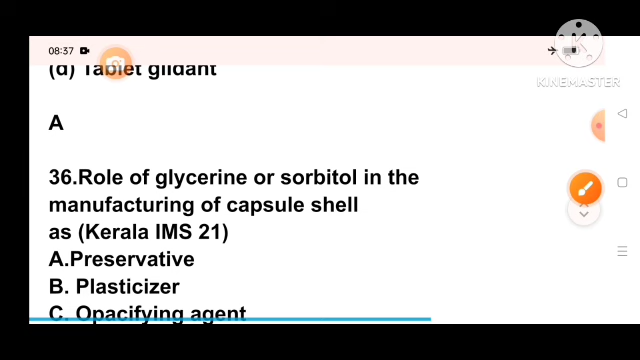 08:37
KINEMASTER
(d) Tablet glidant
A
36.Role of glycerine or sorbitol in the
manufacturing of capsule shell
as (Kerala IMS 21)
A.Preservative
B. Plasticizer
C. Opacifying agent